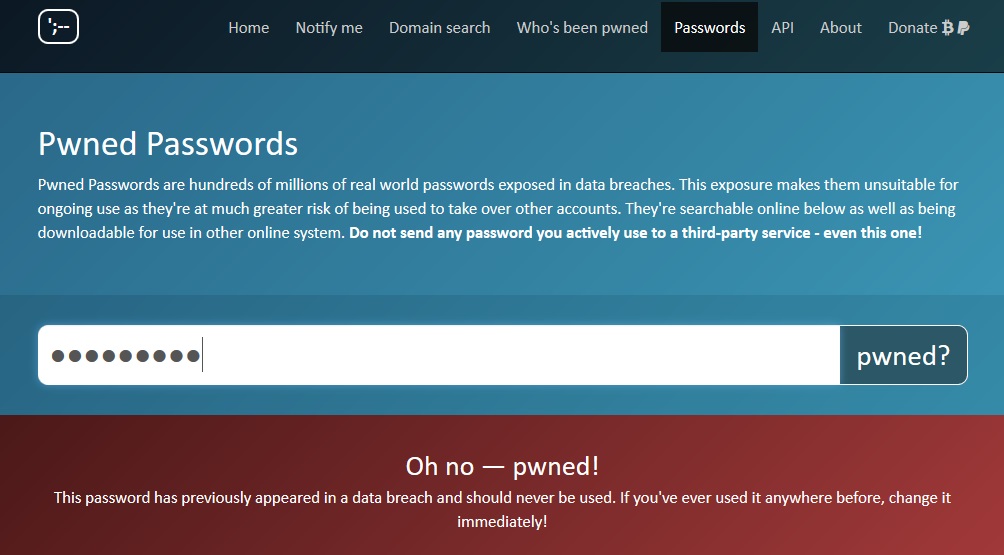 ';--
Home Notify me Domain search Who's been pwned Passwords API About Donate
Pwned Passwords
Pwned Passwords are hundreds of millions of real world passwords exposed in data breaches. This exposure makes them unsuitable for
ongoing use as they're at much greater risk of being used to take over other accounts. They're searchable online below as well as being
downloadable for use in other online system. Do not send any password you actively use to a third-party service - even this one!
●●●●●●●●●
pwned?
Oh no — pwned!
This password has previously appeared in a data breach and should never be used. If you've ever used it anywhere before, change it
immediately!